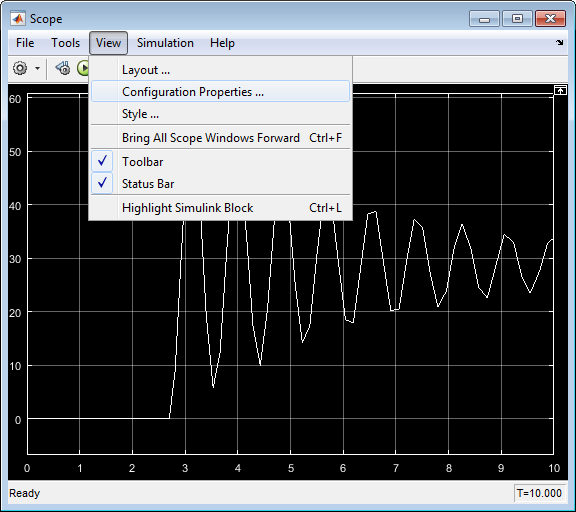 Scope
File Tools View Simulation Help
Layout ...
Configuration Properties ...
Style ...
Bring All Scope Windows Forward Ctrl+F
Toolbar
Status Bar
Highlight Simulink Block Ctrl+L
60
50
40
30
20
10
0
0 1 2 3 4 5 6 7 8 9 10
Ready T=10.000